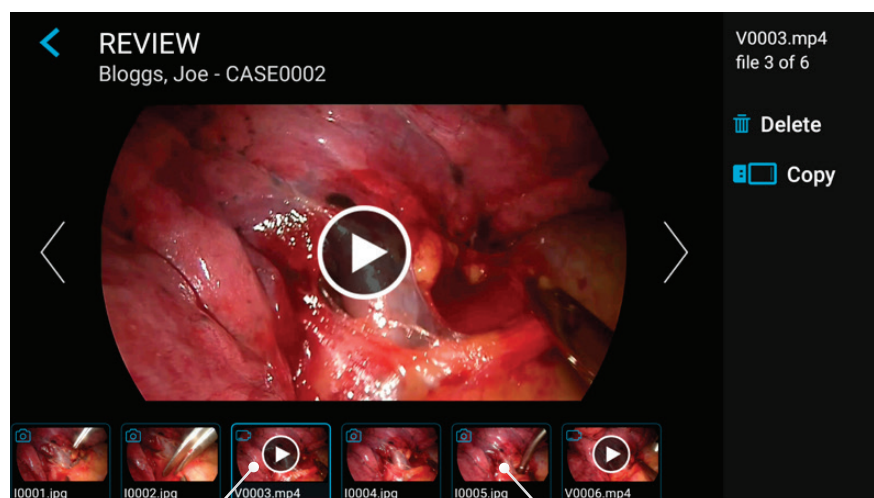 REVIEW
Bloggs, Joe - CASE0002
V0003.mp4
file 3 of 6
Delete
Copy
I0001.jpg
I0002.jpg
V0003.mp4
I0004.jpg
I0005.jpg
V0006.mp4